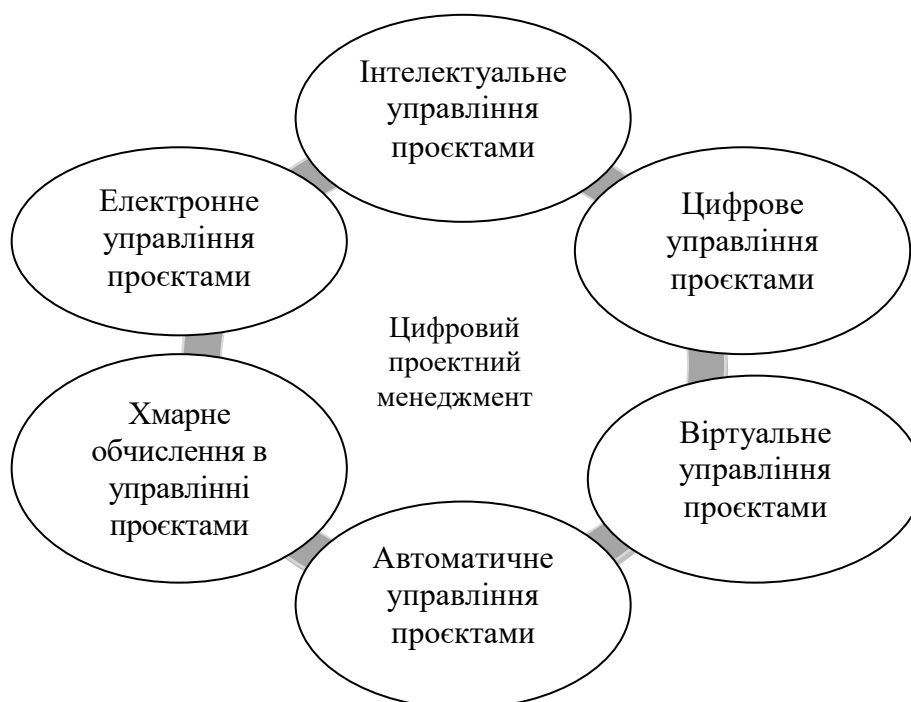 Інтелектуальне
управління
проєктами
Електронне
управління
проєктами
Цифрове
управління
проєктами
Цифровий
проектний
менеджмент
Хмарне
обчислення в
управлінні
проєктами
Віртуальне
управління
проєктами
Автоматичне
управління
проєктами